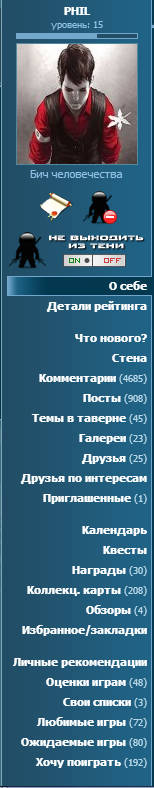 PHIL
уровень: 15
Бич человечества
НЕ ВЫХОДИТЬ
ИЗ ТЕНИ
ON OFF
О себе
Детали рейтинга
Что нового?
Стена
Комментарии (4685)
Посты (908)
Темы в таверне (45)
Галереи (23)
Друзья (25)
Друзья по интересам
Приглашенные (1)
Календарь
Квесты
Награды (30)
Коллекц. карты (208)
Обзоры (4)
Избранное/закладки
Личные рекомендации
Оценки играм (48)
Свои списки (3)
Любимые игры (72)
Ожидаемые игры (80)
Хочу поиграть (192)